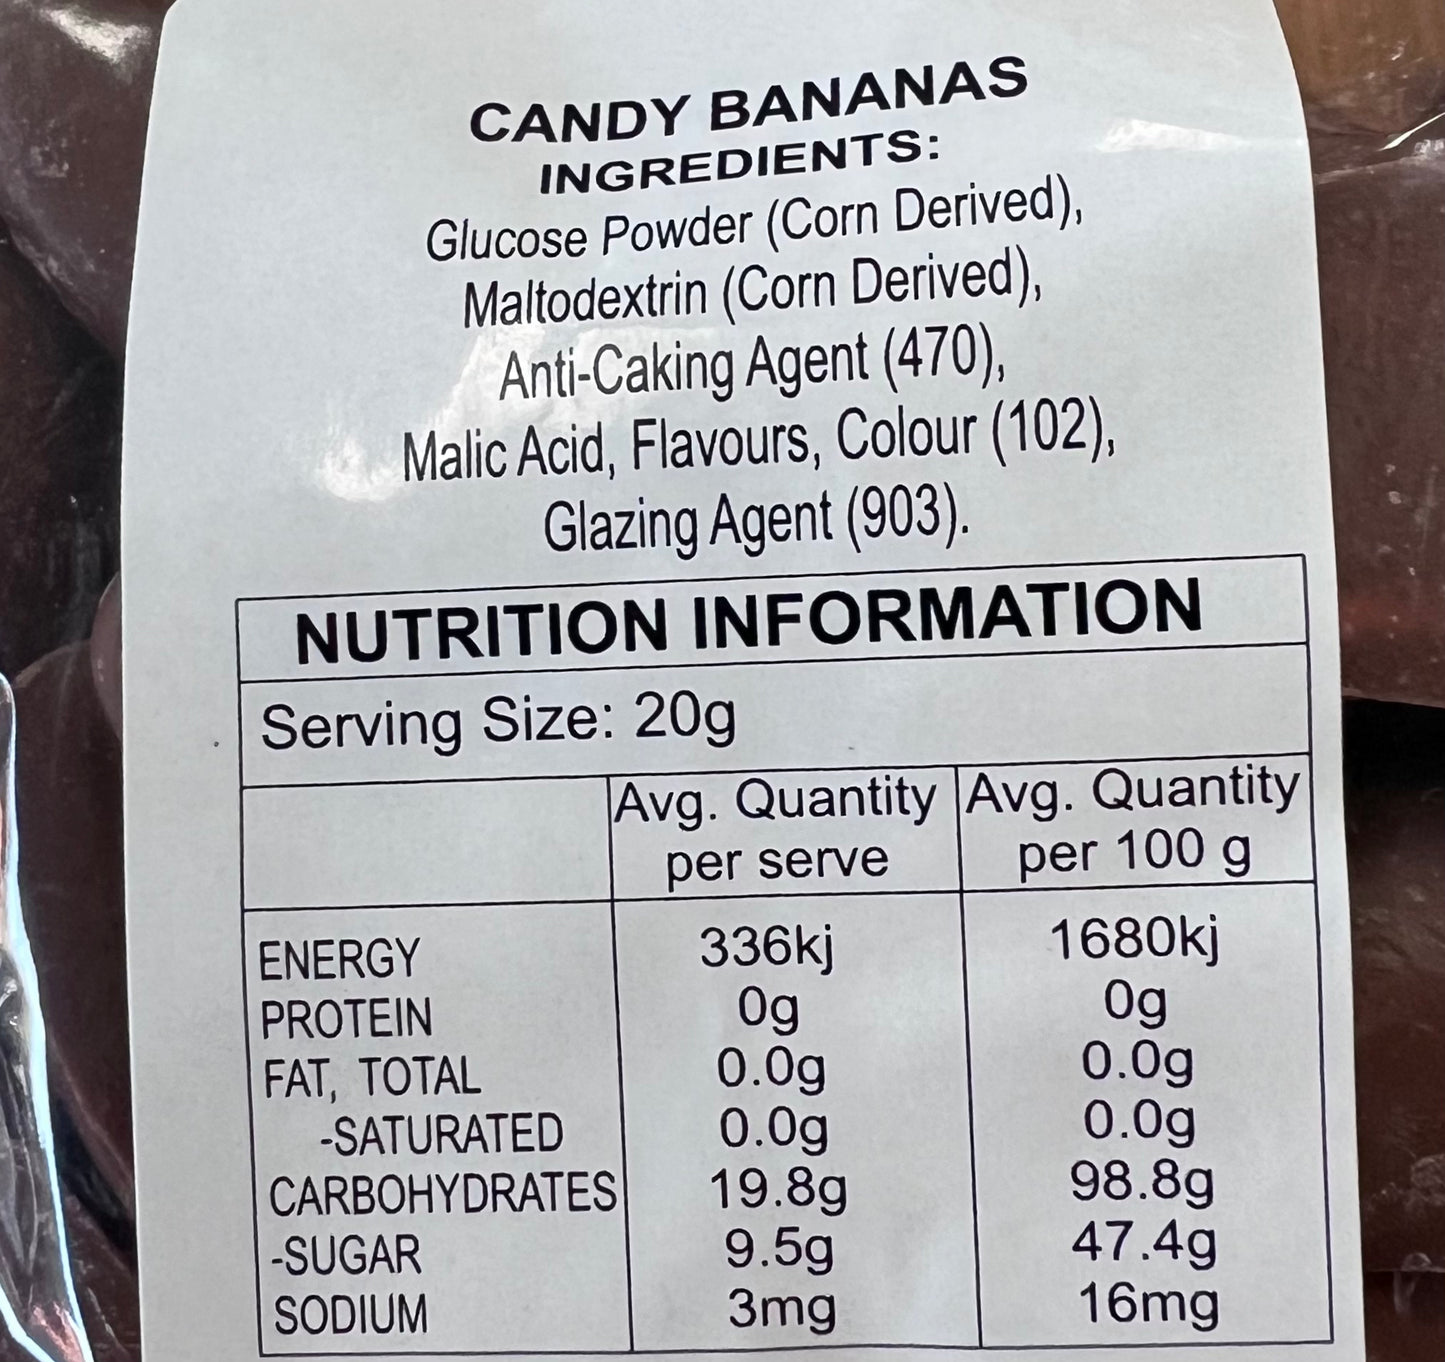 CANDY BANANAS
INGREDIENTS:
Glucose Powder (Corn Derived),
Maltodextrin (Corn Derived),
Anti-Caking Agent (470),
Malic Acid, Flavours, Colour (102),
Glazing Agent (903).
NUTRITION INFORMATION
Serving Size: 20g
Avg. Quantity Avg. Quantity
per serve per 100 g
ENERGY 336kj 1680kj
PROTEIN 0g 0g
FAT, TOTAL 0.0g 0.0g
-SATURATED 0.0g 0.0g
CARBOHYDRATES 19.8g 98.8g
-SUGAR 9.5g 47.4g
SODIUM 3mg 16mg